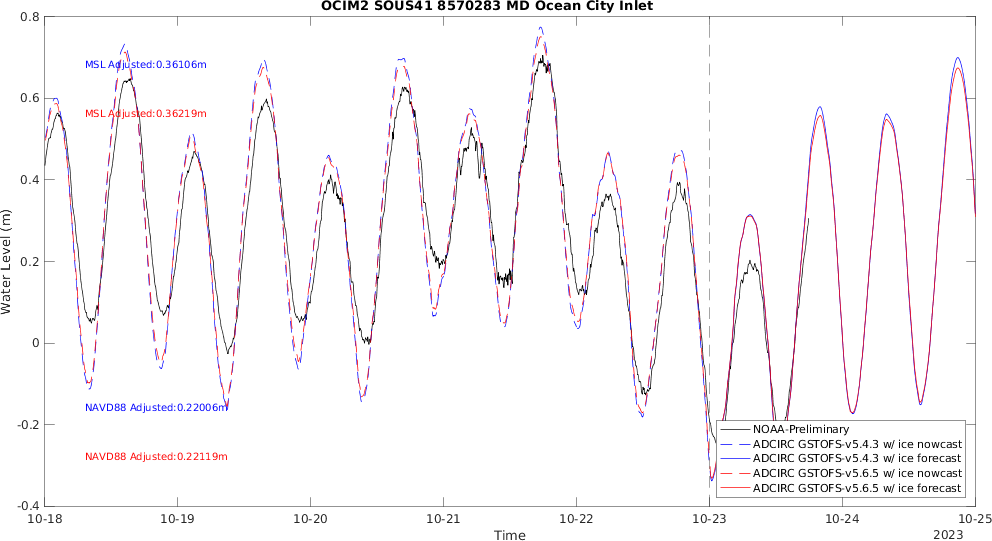 OCIM2 SOUS41 8570283 MD Ocean City Inlet
0.8
MSL Adjusted:0.36106m
0.6
MSL Adjusted:0.36219m
0.4
Water Level (m)
0.2
0
NAVD88 Adjusted:0.22006m
-0.2
NAVD88 Adjusted:0.22119m
-0.4
NOAA-Preliminary
ADCIRC GSTOFS-v5.4.3 w/ ice nowcast
ADCIRC GSTOFS-v5.4.3 w/ ice forecast
ADCIRC GSTOFS-v5.6.5 w/ ice nowcast
ADCIRC GSTOFS-v5.6.5 w/ ice forecast
10-18 10-19 10-20 10-21 10-22 10-23 10-24 10-25
Time
2023